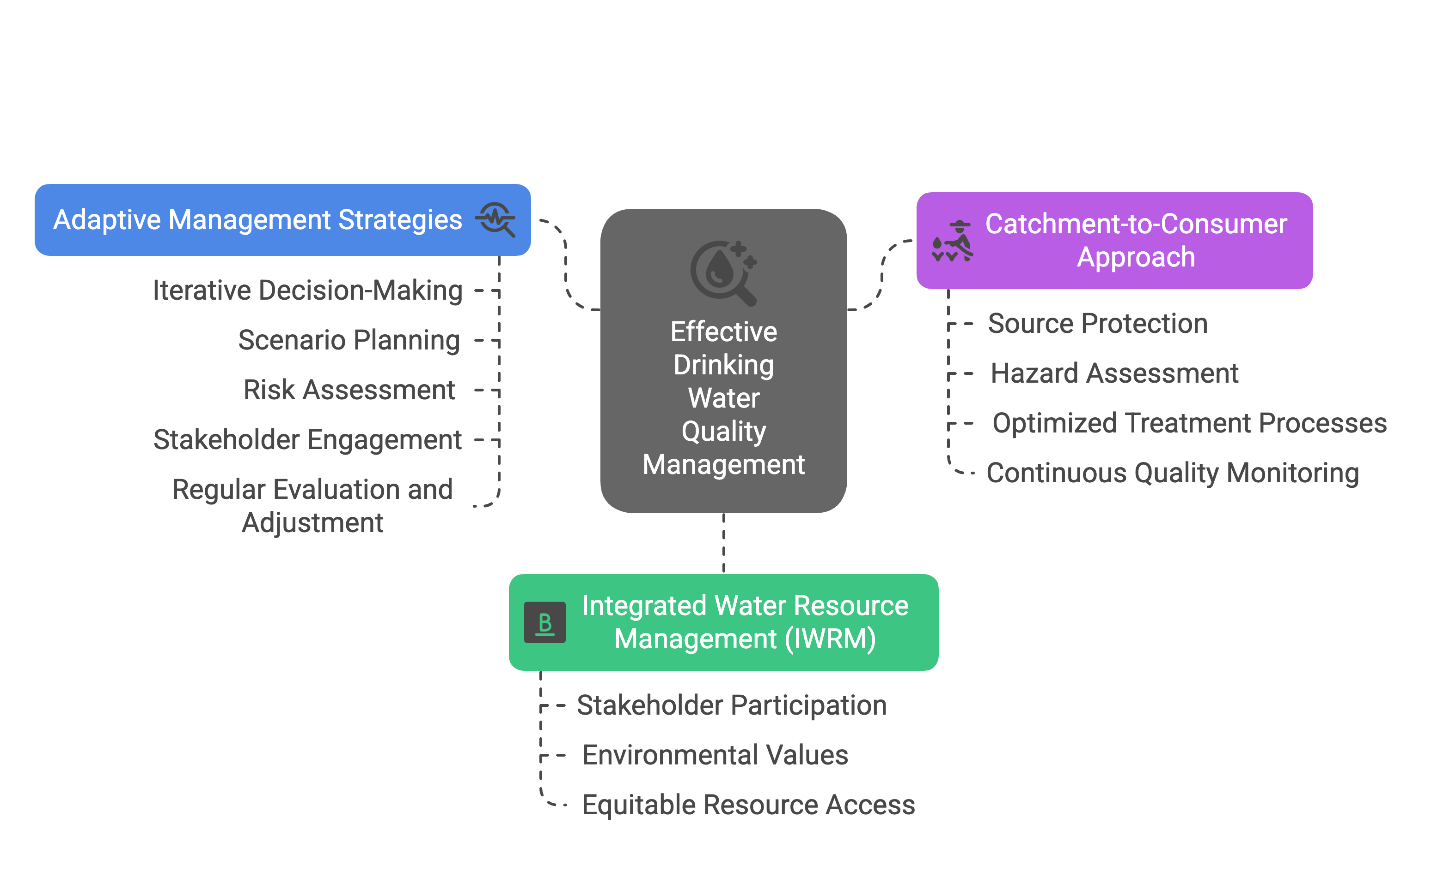 Adaptive Management Strategies
Iterative Decision-Making
Scenario Planning
Risk Assessment
Stakeholder Engagement
Regular Evaluation and
Adjustment
Effective
Drinking
Water
Quality
Management
Catchment-to-Consumer
Approach
Source Protection
Hazard Assessment
Optimized Treatment Processes
Continuous Quality Monitoring
B
Integrated Water Resource
Management (IWRM)
Stakeholder Participation
Environmental Values
Equitable Resource Access